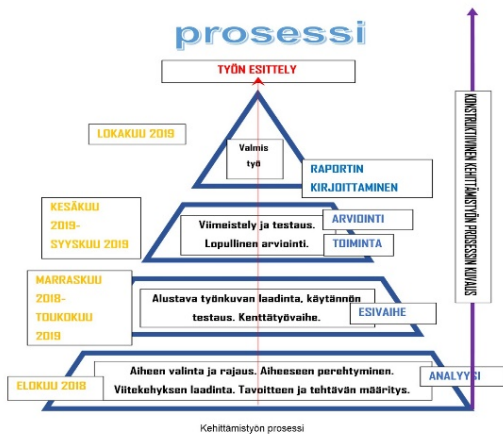 prosessi
TYÖN ESITTELY
LOKAKUU 2019
Valmis
työ
RAPORTIN
KIRJOITTAMINEN
KESÄKUU
2019-
SYYSKUU 2019
Viimeistely ja testaus.
Lopullinen arviointi.
ARVIOINTI
TOIMINTA
MARRASKUU
2018-
TOUKOKUU
2019
Alustava työnkuvan laadinta, käytännön
testaus. Kenttätyövaihe.
ESIVAIHE
ELOKUU 2018
Aiheen valinta ja rajaus. Aiheeseen perehtyminen.
Viitekehyksen laadinta. Tavoitteen ja tehtävän määritys.
ANALYYSI
KONSTRUKTIIVINEN KEHITTÄMISTYÖN PROSESSIN KUVAUS
Kehittämistyön prosessi